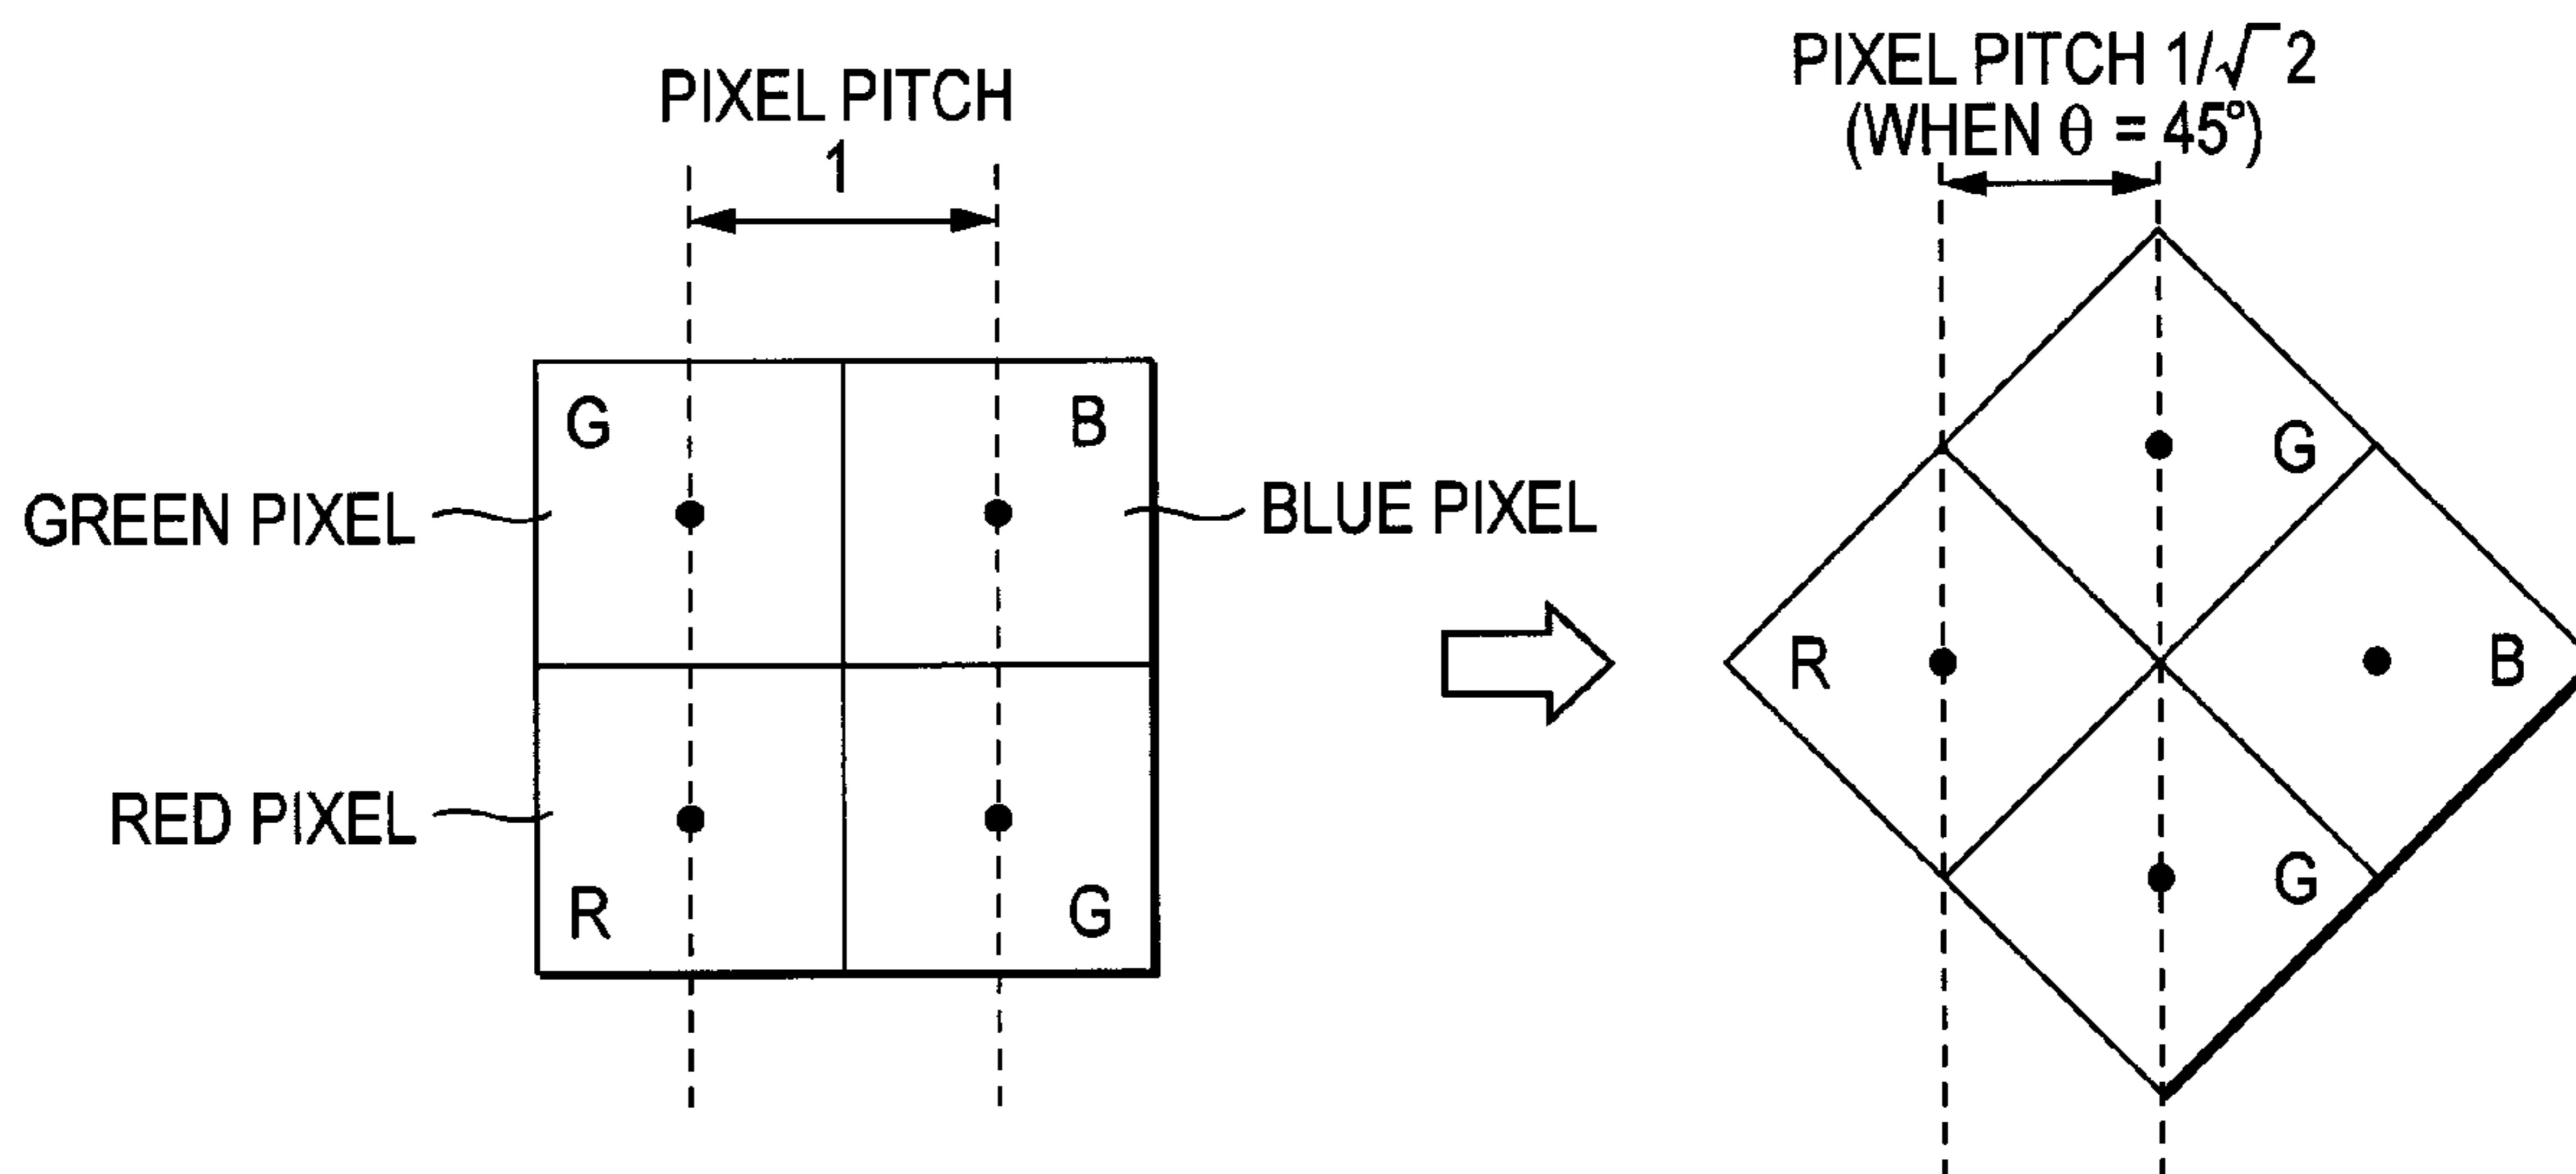 PIXEL PITCH
1
G
B
GREEN PIXEL
BLUE PIXEL
RED PIXEL
R
G
PIXEL PITCH 1/√2
(WHEN θ = 45°)
G
R
B
G